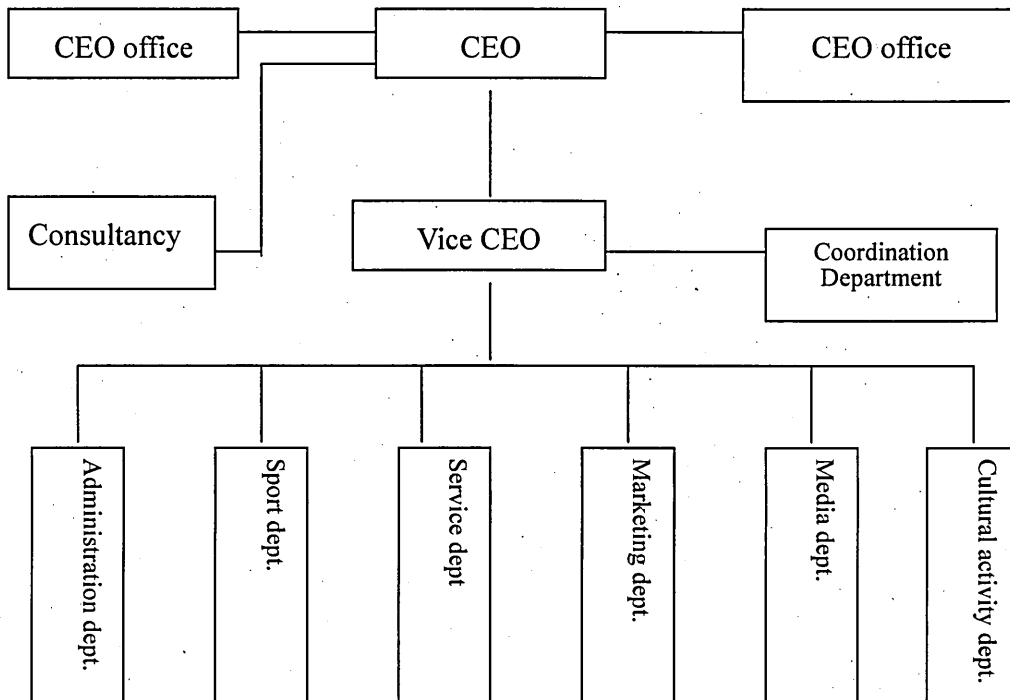 CEO office
CEO
CEO office
Consultancy
Vice CEO
Coordination
Department
Administration dept.
Sport dept.
Service dept
Marketing dept.
Media dept.
Cultural activity dept.